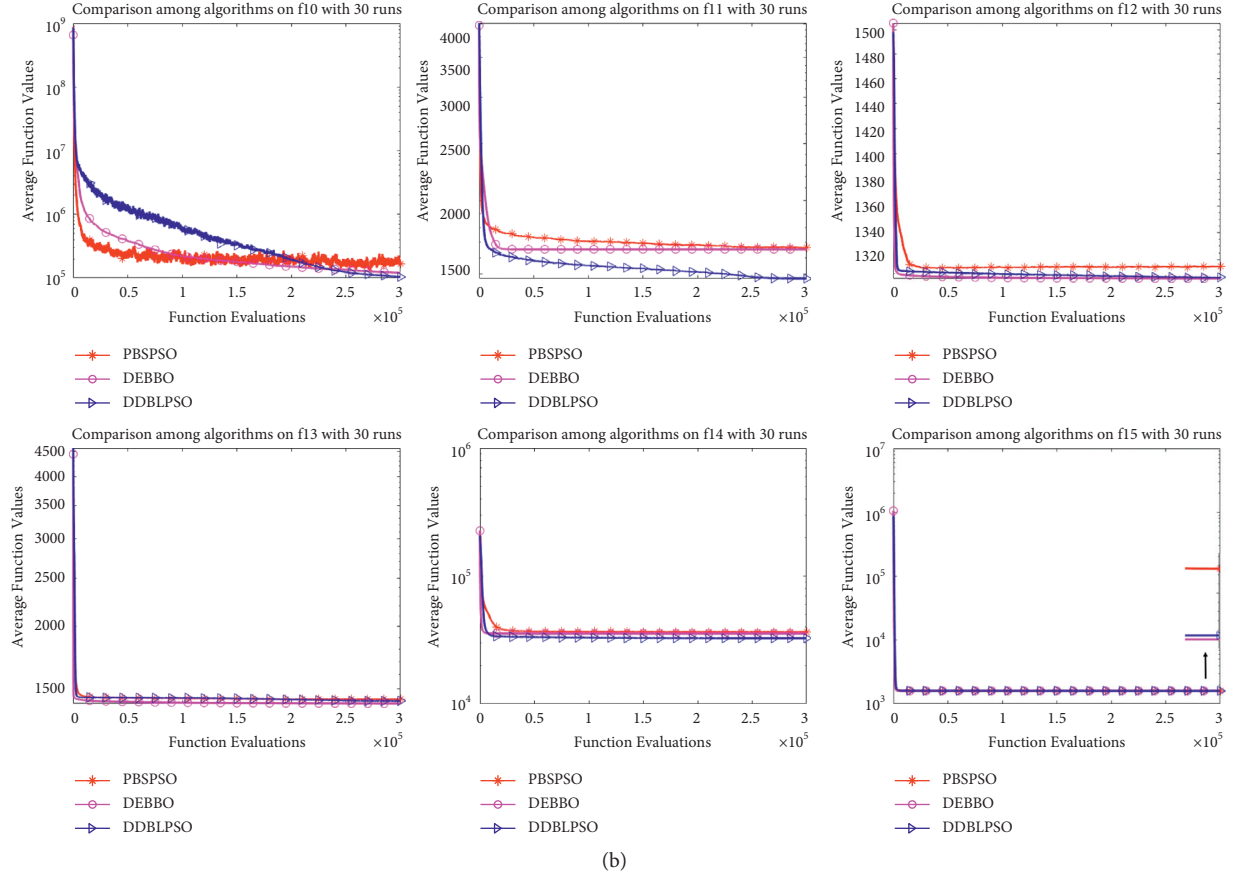 Comparison among algorithms on f10 with 30 runs
Average Function Values
10^9
10^8
10^7
10^6
10^5
0 0.5 1 1.5 2 2.5 3
Function Evaluations ×10^5
PBSPSO
DEBBO
DDBLPSO
Comparison among algorithms on f11 with 30 runs
Average Function Values
4000
3500
3000
2500
2000
1500
0 0.5 1 1.5 2 2.5 3
Function Evaluations ×10^5
PBSPSO
DEBBO
DDBLPSO
Comparison among algorithms on f12 with 30 runs
Average Function Values
1500
1480
1460
1440
1420
1400
1380
1360
1340
1320
0 0.5 1 1.5 2 2.5 3
Function Evaluations ×10^5
PBSPSO
DEBBO
DDBLPSO
Comparison among algorithms on f13 with 30 runs
Average Function Values
4500
4000
3500
3000
2500
2000
1500
0 0.5 1 1.5 2 2.5 3
Function Evaluations ×10^5
PBSPSO
DEBBO
DDBLPSO
Comparison among algorithms on f14 with 30 runs
Average Function Values
10^6
10^5
10^4
0 0.5 1 1.5 2 2.5 3
Function Evaluations ×10^5
PBSPSO
DEBBO
DDBLPSO
Comparison among algorithms on f15 with 30 runs
Average Function Values
10^7
10^6
10^5
10^4
10^3
0 0.5 1 1.5 2 2.5 3
Function Evaluations ×10^5
PBSPSO
DEBBO
DDBLPSO
(b)